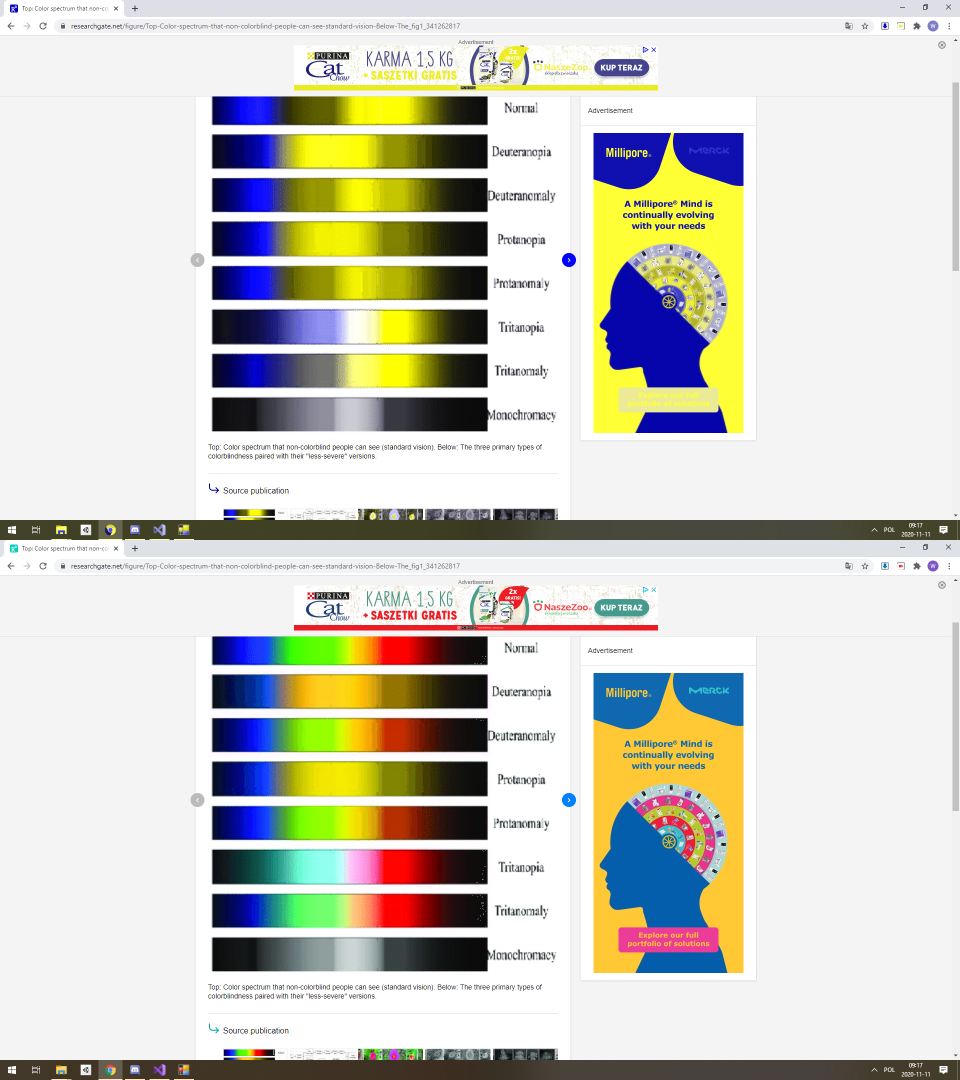 Top: Color spectrum that non-co
researchgate.net/figure/Top-Color-spectrum-that-non-colorblind-people-can-see-standard-vision-Below-The_fig1_341262817
Advertisement
PURINA
Cat
Chow
KARMA 1,5 KG
+ SASZETKI GRATIS
2x
GRATIS!
NaszeZoo
KUP TERAZ
Normal
Deuteranopia
Deuteranomaly
Protanopia
Protanomaly
Tritanopia
Tritanomaly
Monochromacy
Top: Color spectrum that non-colorblind people can see (standard vision). Below: The three primary types of
colorblindness paired with their "less-severe" versions.
Source publication
Advertisement
Millipore®
Merck
A Millipore® Mind is
continually evolving
with your needs
POL
09:17
2020-11-11
Top: Color spectrum that non-co
researchgate.net/figure/Top-Color-spectrum-that-non-colorblind-people-can-see-standard-vision-Below-The_fig1_341262817
Advertisement
PURINA
Cat
Chow
KARMA 1,5 KG
+ SASZETKI GRATIS
2x
GRATIS!
NaszeZoo
KUP TERAZ
Normal
Deuteranopia
Deuteranomaly
Protanopia
Protanomaly
Tritanopia
Tritanomaly
Monochromacy
Top: Color spectrum that non-colorblind people can see (standard vision). Below: The three primary types of
colorblindness paired with their "less-severe" versions.
Source publication
Advertisement
Millipore®
Merck
A Millipore® Mind is
continually evolving
with your needs
Explore our full
portfolio of solutions
POL
09:17
2020-11-11